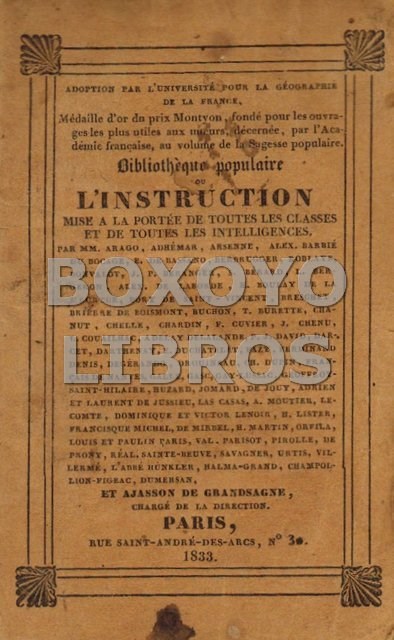 ADOPTION PAR L'UNIVERSITÉ POUR LA GÉOGRAPHIE
DE LA FRANCE,
Médaille d'or du prix Montyon, fondé pour les ouvra-
ges les plus utiles aux mœurs, décernée, par l'Aca-
démie française, au volume de la Sagesse populaire.
Bibliothèque populaire
OU
L'INSTRUCTION
MISE A LA PORTÉE DE TOUTES LES CLASSES
ET DE TOUTES LES INTELLIGENCES,
PAR MM. ARAGO, ADHÉMAR, ARSENNE, ALEX. BARBIÉ
BOXOYO
BRIERRE DE BOISMONT, BUCHON, T. BURETTE, CHA-
NUT, CHELLE, CHARDIN, F. CUVIER, J. CHENU,
LIBROS
SAINT-HILAIRE, HUZARD, JOMARD, DE JOUY, ADRIEN
ET LAURENT DE JUSSIEU, LAS CASAS, A. MOUTIER, LE-
COMTE, DOMINIQUE ET VICTOR LENOIR, H. LISTER,
FRANCISQUE MICHEL, DE MIRBEL, H. MARTIN, ORFILA,
LOUIS ET PAULIN PARIS, VAL. PARISOT, PIROLLE, DE
PRONY, RÉAL, SAINTE-BEUVE, SAVAGNER, URTIS, VIL-
LERMÉ, L'ABBÉ HUNKLER, HALMA-GRAND, CHAMPOL-
LION-FIGEAC, DUMERSAN,
ET AJASSON DE GRANDSAGNE,
CHARGÉ DE LA DIRECTION.
PARIS,
RUE SAINT-ANDRÉ-DES-ARCS, N° 30.
1833.